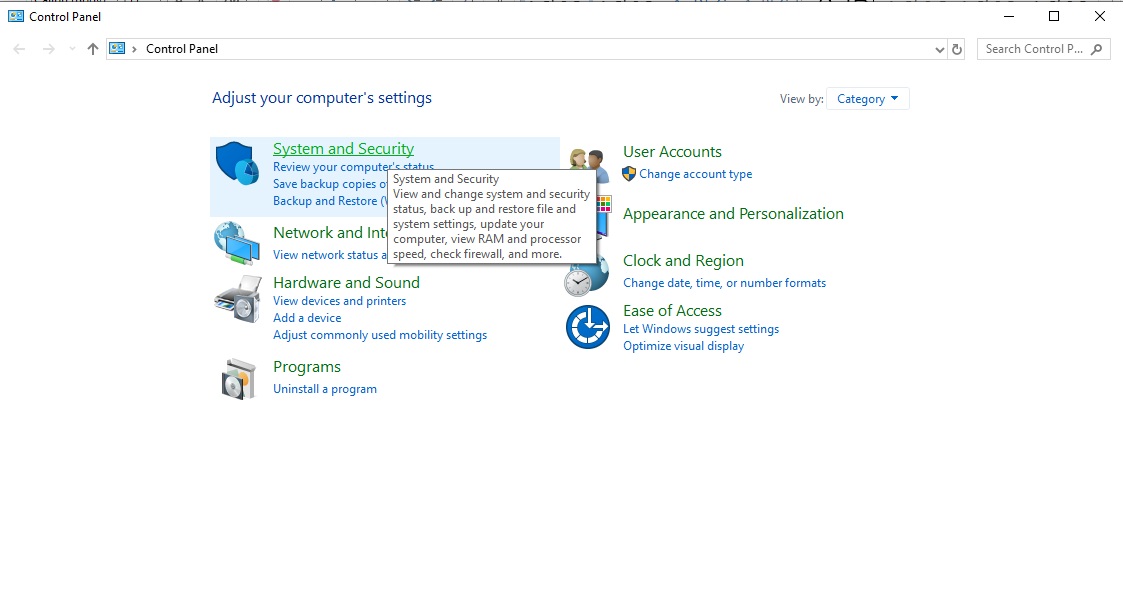 Control Panel
Control Panel
Search Control P...
Adjust your computer's settings
View by: Category
System and Security
Review your computer's status
Save backup copies of
Backup and Restore (
System and Security
View and change system and security
status, back up and restore file and
system settings, update your
computer, view RAM and processor
speed, check firewall, and more.
Network and
View network status
Hardware and Sound
View devices and printers
Add a device
Adjust commonly used mobility settings
Programs
Uninstall a program
User Accounts
Change account type
Appearance and Personalization
Clock and Region
Change date, time, or number formats
Ease of Access
Let Windows suggest settings
Optimize visual display